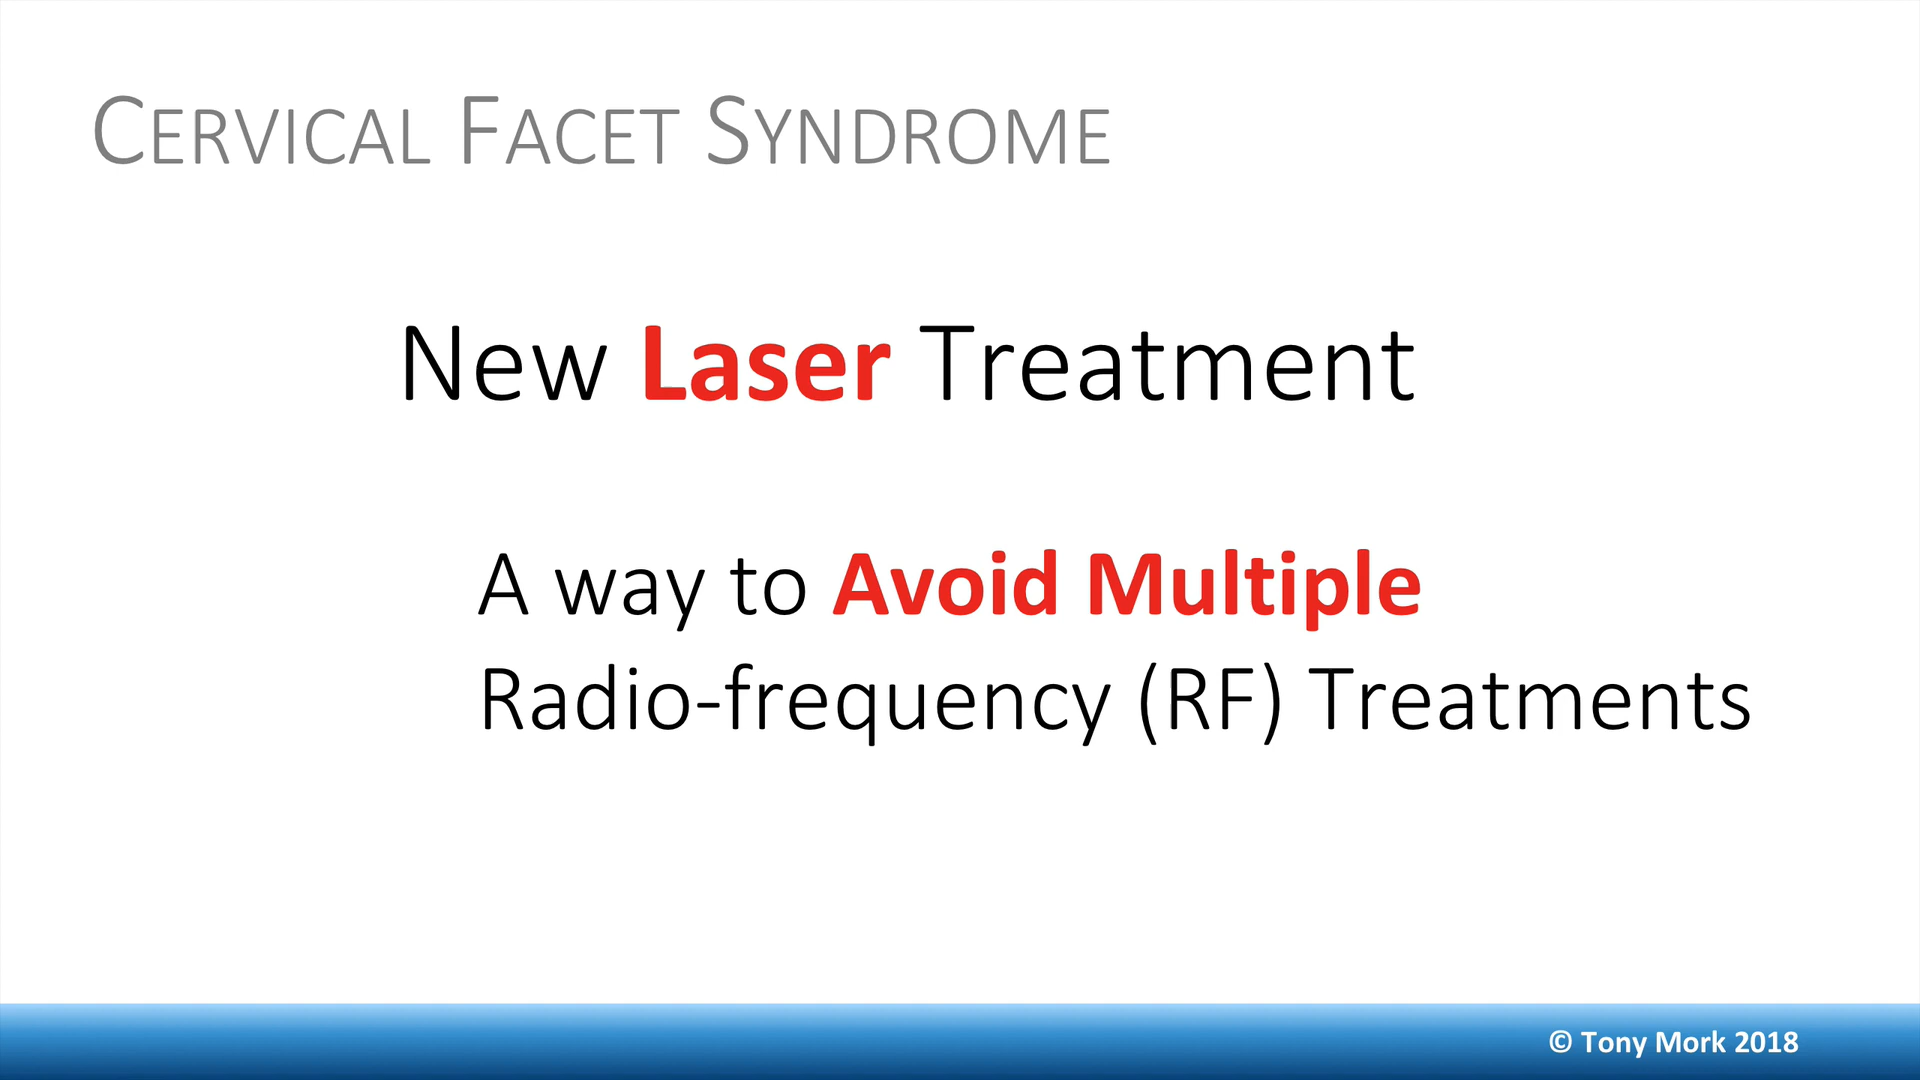 CERVICAL FACET SYNDROME
New Laser Treatment
A way to Avoid Multiple
Radio-frequency (RF) Treatments
© Tony Mork 2018